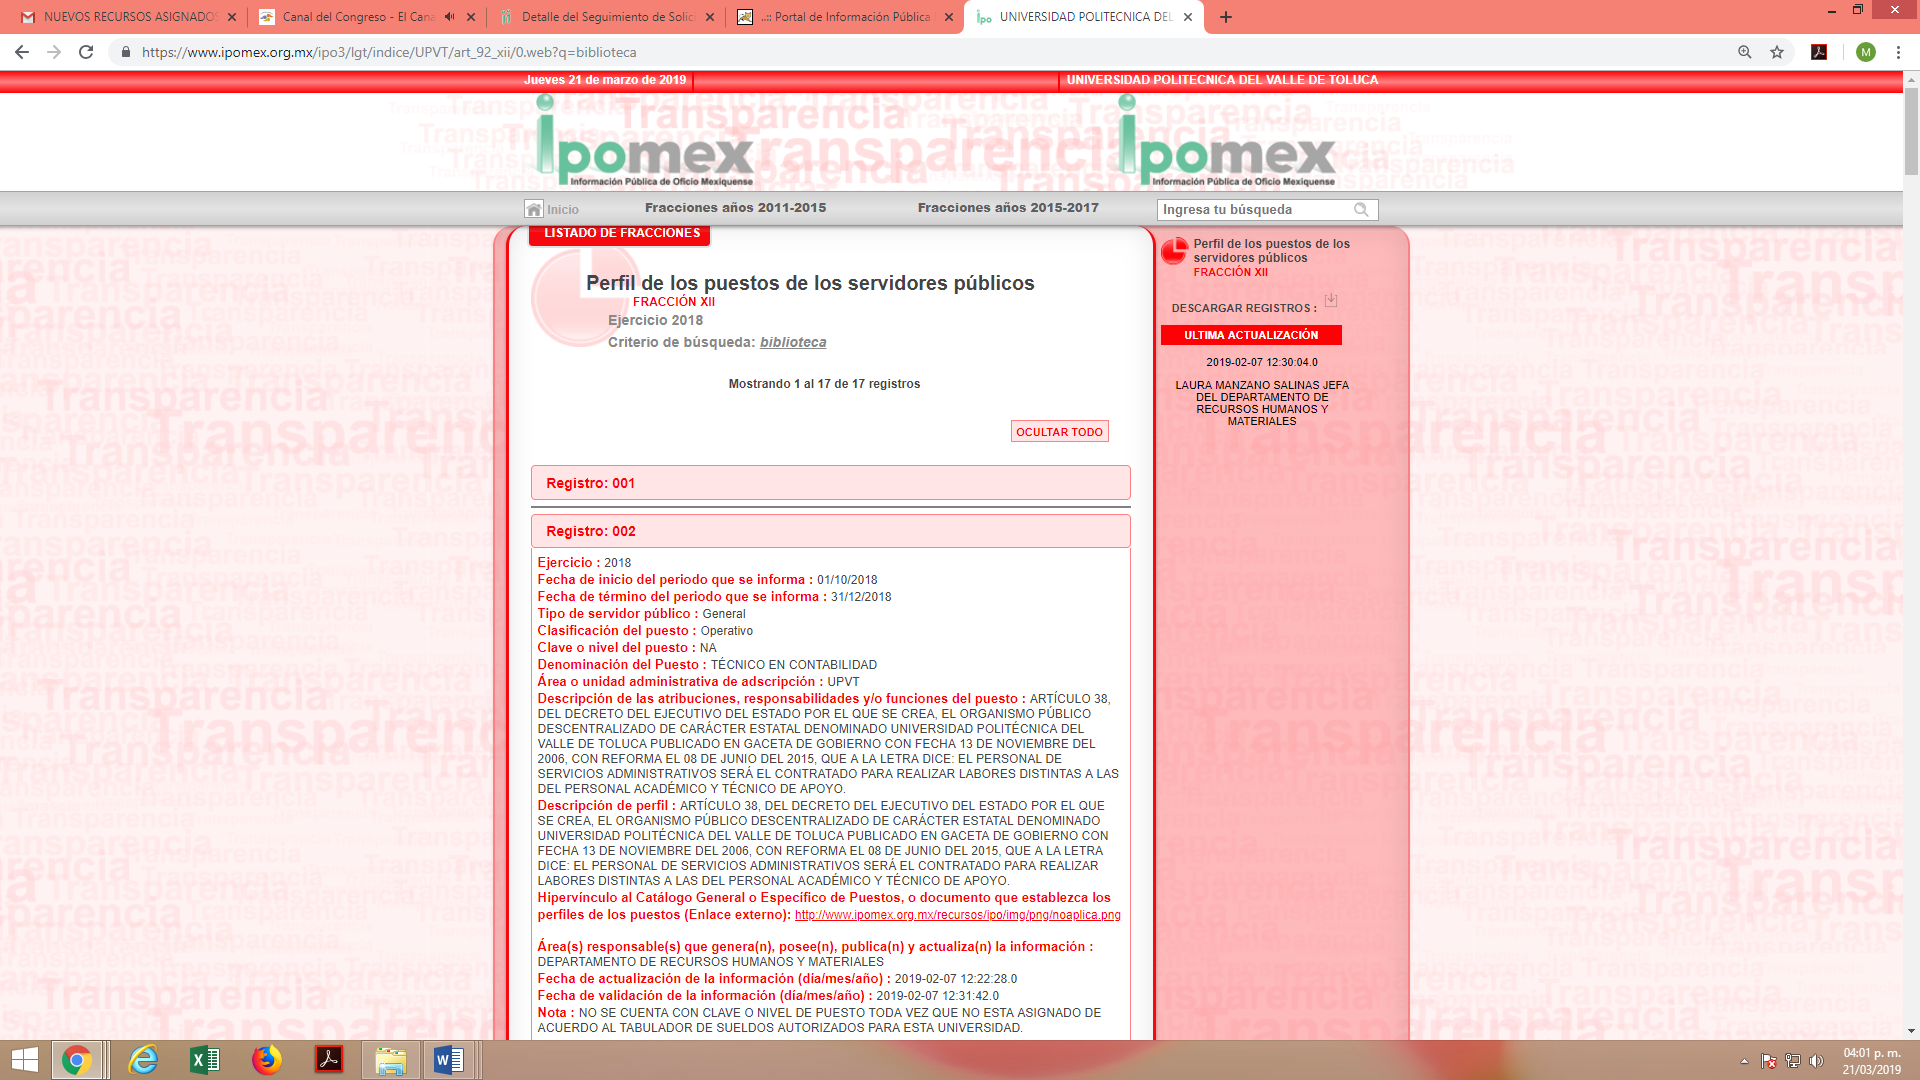 NUEVOS RECURSOS ASIGNADOS
Canal del Congreso - El Cana
Detalle del Seguimiento de Solic
..:: Portal de Información Pública
UNIVERSIDAD POLITECNICA DEL
https://www.ipomex.org.mx/ipo3/lgt/indice/UPVT/art_92_xii/0.web?q=biblioteca
M
Jueves 21 de marzo de 2019
UNIVERSIDAD POLITECNICA DEL VALLE DE TOLUCA
Transparencia
ipomex
Información Pública de Oficio Mexiquense
ipomex
Información Pública de Oficio Mexiquense
Inicio
Fracciones años 2011-2015
Fracciones años 2015-2017
Ingresa tu búsqueda
LISTADO DE FRACCIONES
Perfil de los puestos de los servidores públicos
FRACCIÓN XII
Ejercicio 2018
Criterio de búsqueda: biblioteca
Mostrando 1 al 17 de 17 registros
OCULTAR TODO
Registro: 001
Registro: 002
Ejercicio : 2018
Fecha de inicio del periodo que se informa : 01/10/2018
Fecha de término del periodo que se informa : 31/12/2018
Tipo de servidor público : General
Clasificación del puesto : Operativo
Clave o nivel del puesto : NA
Denominación del Puesto : TÉCNICO EN CONTABILIDAD
Área o unidad administrativa de adscripción : UPVT
Descripción de las atribuciones, responsabilidades y/o funciones del puesto : ARTÍCULO 38,
DEL DECRETO DEL EJECUTIVO DEL ESTADO POR EL QUE SE CREA, EL ORGANISMO PÚBLICO
DESCENTRALIZADO DE CARÁCTER ESTATAL DENOMINADO UNIVERSIDAD POLITÉCNICA DEL
VALLE DE TOLUCA PUBLICADO EN GACETA DE GOBIERNO CON FECHA 13 DE NOVIEMBRE DEL
2006, CON REFORMA EL 08 DE JUNIO DEL 2015, QUE A LA LETRA DICE: EL PERSONAL DE
SERVICIOS ADMINISTRATIVOS SERÁ EL CONTRATADO PARA REALIZAR LABORES DISTINTAS A LAS
DEL PERSONAL ACADÉMICO Y TÉCNICO DE APOYO.
Descripción de perfil : ARTÍCULO 38, DEL DECRETO DEL EJECUTIVO DEL ESTADO POR EL QUE
SE CREA, EL ORGANISMO PÚBLICO DESCENTRALIZADO DE CARÁCTER ESTATAL DENOMINADO
UNIVERSIDAD POLITÉCNICA DEL VALLE DE TOLUCA PUBLICADO EN GACETA DE GOBIERNO CON
FECHA 13 DE NOVIEMBRE DEL 2006, CON REFORMA EL 08 DE JUNIO DEL 2015, QUE A LA LETRA
DICE: EL PERSONAL DE SERVICIOS ADMINISTRATIVOS SERÁ EL CONTRATADO PARA REALIZAR
LABORES DISTINTAS A LAS DEL PERSONAL ACADÉMICO Y TÉCNICO DE APOYO.
Hipervínculo al Catálogo General o Específico de Puestos, o documento que establezca los
perfiles de los puestos (Enlace externo): http://www.ipomex.org.mx/recursos/ipo/img/png/noaplica.png
Área(s) responsable(s) que genera(n), posee(n), publica(n) y actualiza(n) la información :
DEPARTAMENTO DE RECURSOS HUMANOS Y MATERIALES
Fecha de actualización de la información (día/mes/año) : 2019-02-07 12:22:28.0
Fecha de validación de la información (día/mes/año) : 2019-02-07 12:31:42.0
Nota : NO SE CUENTA CON CLAVE O NIVEL DE PUESTO TODA VEZ QUE NO ESTA ASIGNADO DE
ACUERDO AL TABULADOR DE SUELDOS AUTORIZADOS PARA ESTA UNIVERSIDAD.
Perfil de los puestos de los
servidores públicos
FRACCIÓN XII
DESCARGAR REGISTROS :
ULTIMA ACTUALIZACIÓN
2019-02-07 12:30:04.0
LAURA MANZANO SALINAS JEFA
DEL DEPARTAMENTO DE
RECURSOS HUMANOS Y
MATERIALES
04:01 p. m.
21/03/2019